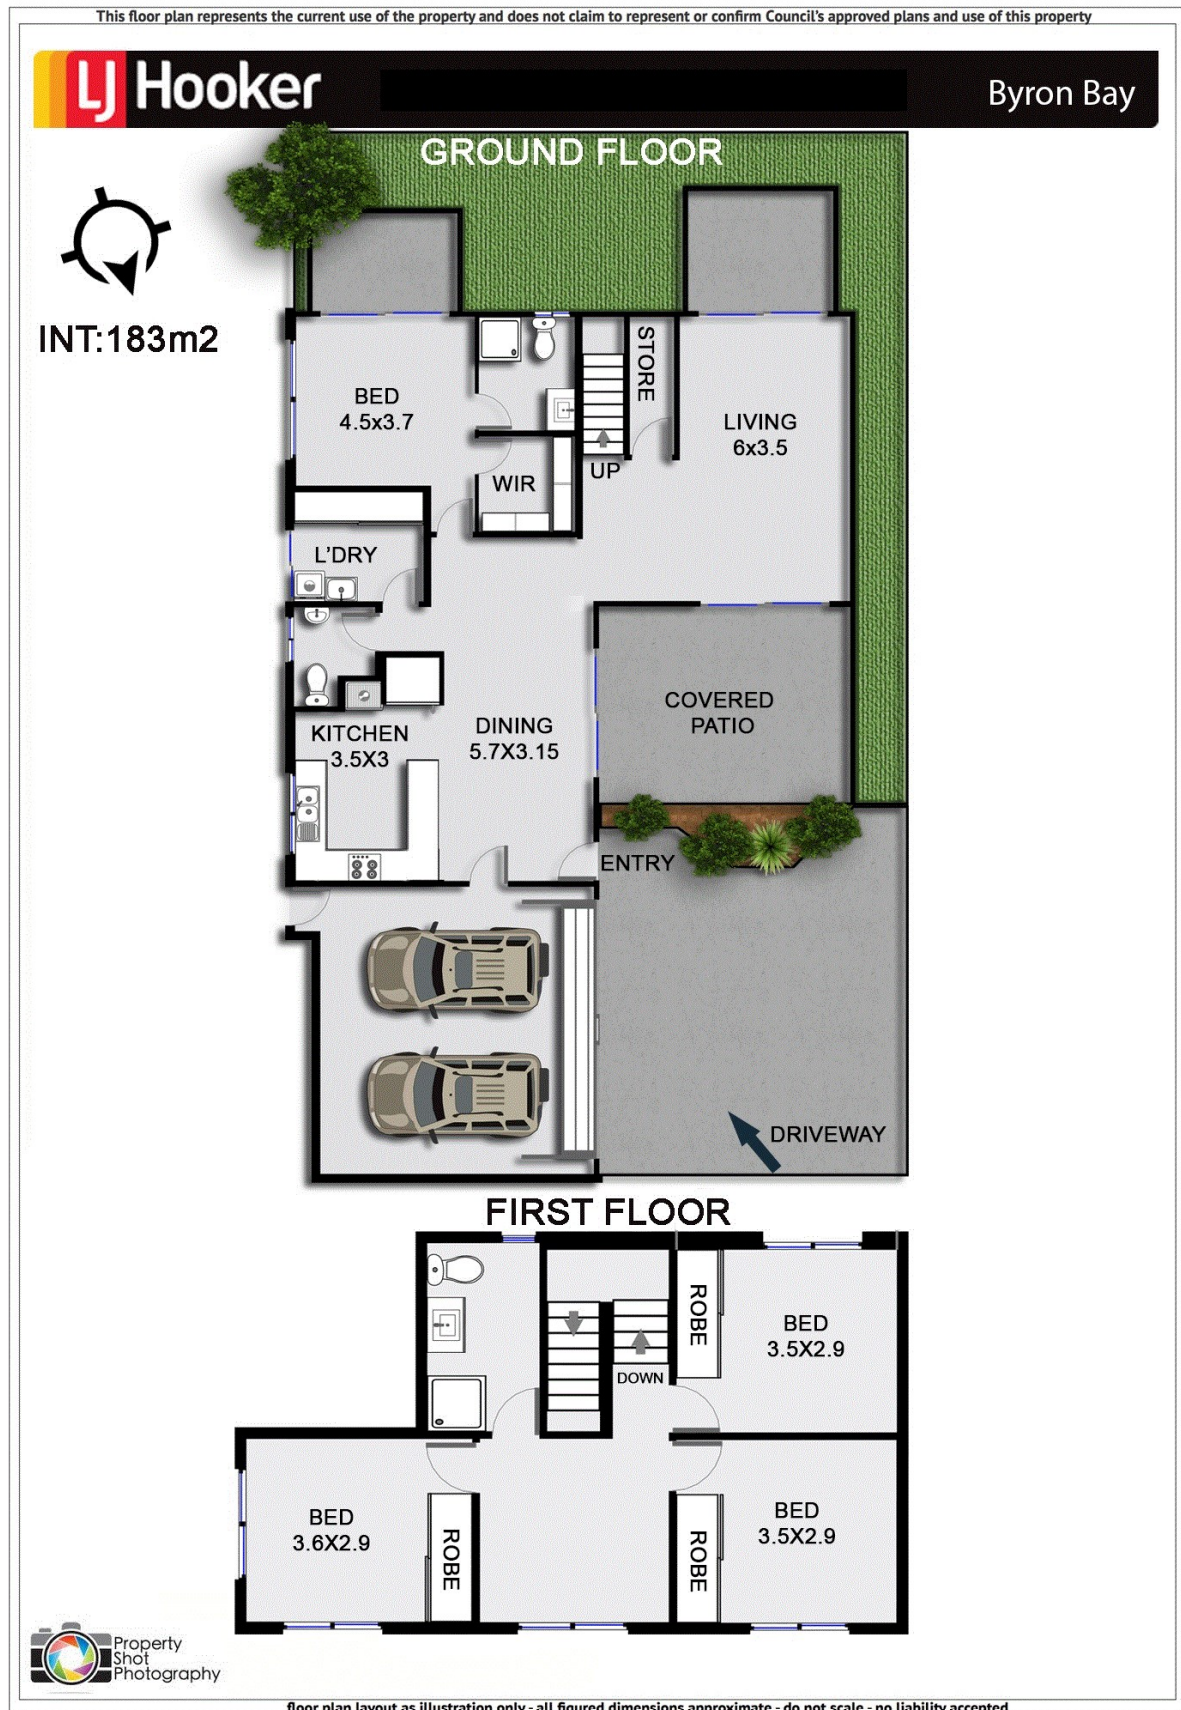 This floor plan represents the current use of the property and does not claim to represent or confirm Council's approved plans and use of this property
LJ Hooker
Byron Bay
GROUND FLOOR
INT:183m2
BED
4.5x3.7
STORE
LIVING
6x3.5
UP
WIR
L'DRY
COVERED
PATIO
KITCHEN
3.5X3
DINING
5.7X3.15
ENTRY
DRIVEWAY
FIRST FLOOR
ROBE
BED
3.5X2.9
DOWN
BED
3.6X2.9
ROBE
ROBE
BED
3.5X2.9
Property
Shot
Photography
floor plan layout as illustration only - all figured dimensions approximate - do not scale - no liability accepted